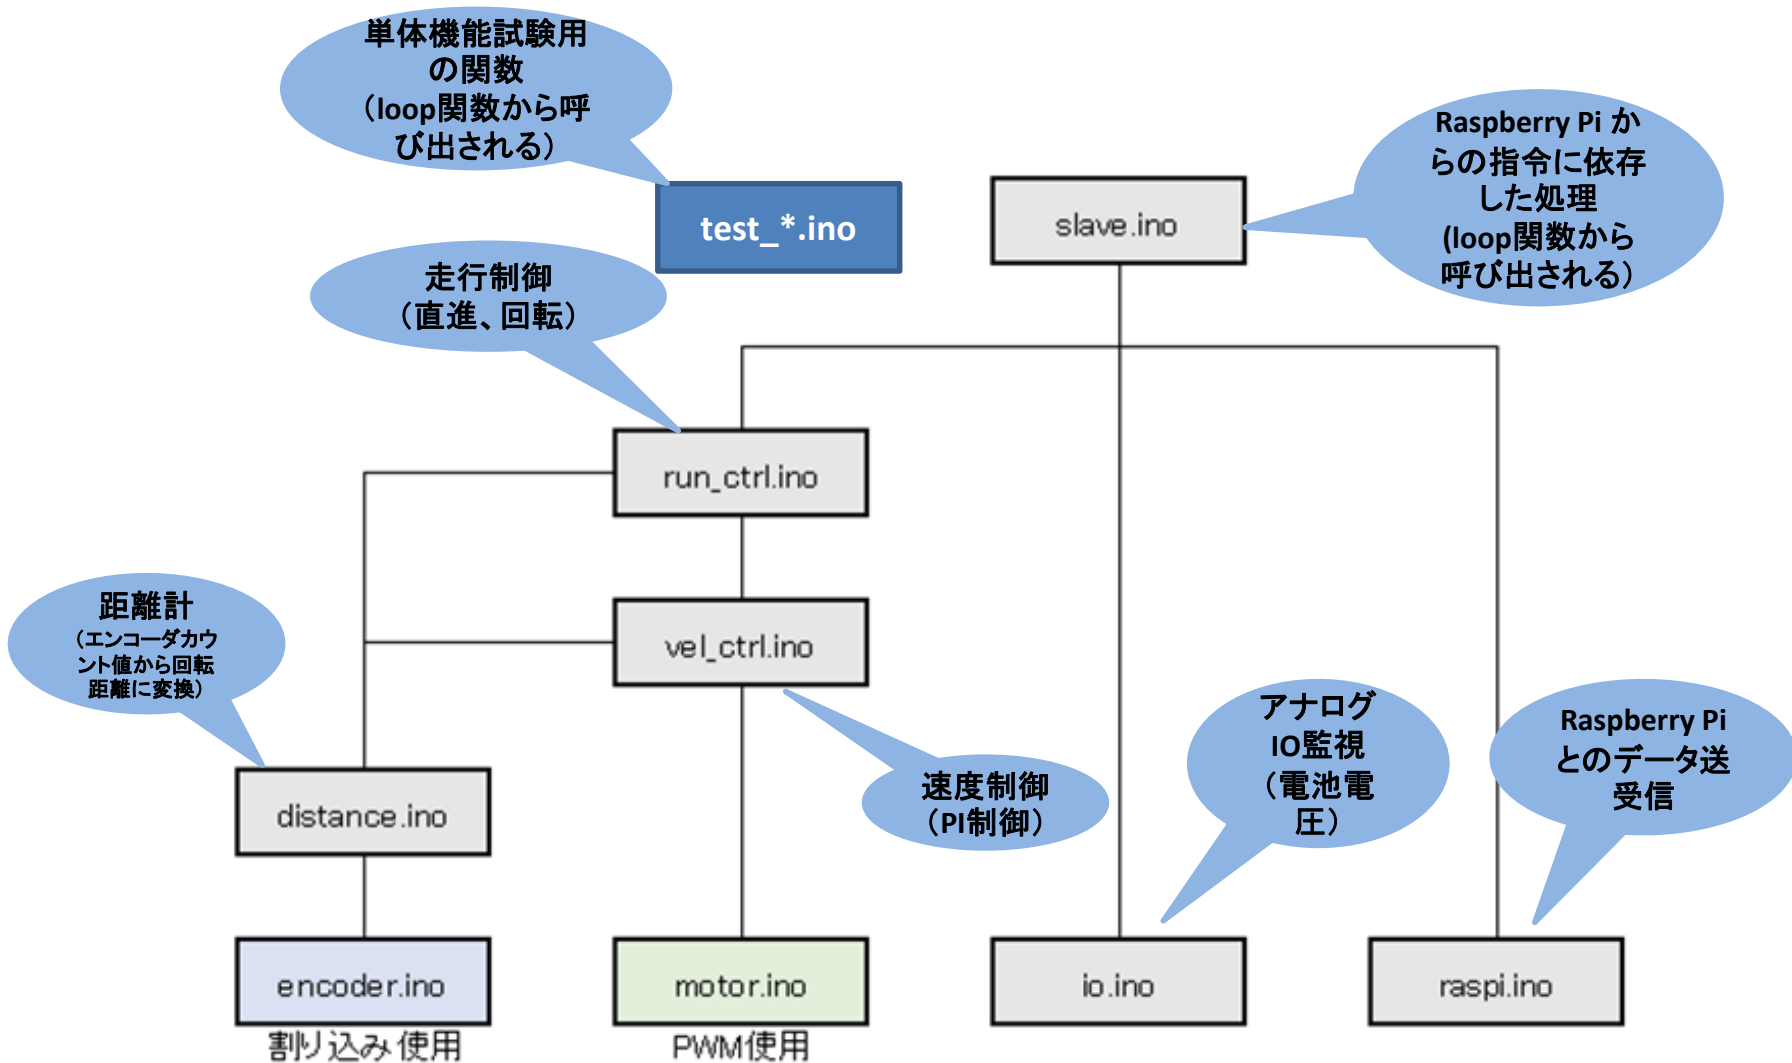 単体機能試験用
の関数
（loop関数から呼
び出される）
Raspberry Pi か
らの指令に依存
した処理
(loop関数から
呼び出される）
test_*.ino
slave.ino
走行制御
（直進、回転）
run_ctrl.ino
距離計
（エンコーダカウ
ント値から回転
距離に変換）
vel_ctrl.ino
アナログ
IO監視
（電池電
圧）
Raspberry Pi
とのデータ送
受信
速度制御
（PI制御）
distance.ino
encoder.ino
motor.ino
io.ino
raspi.ino
割り込み使用
PWM使用